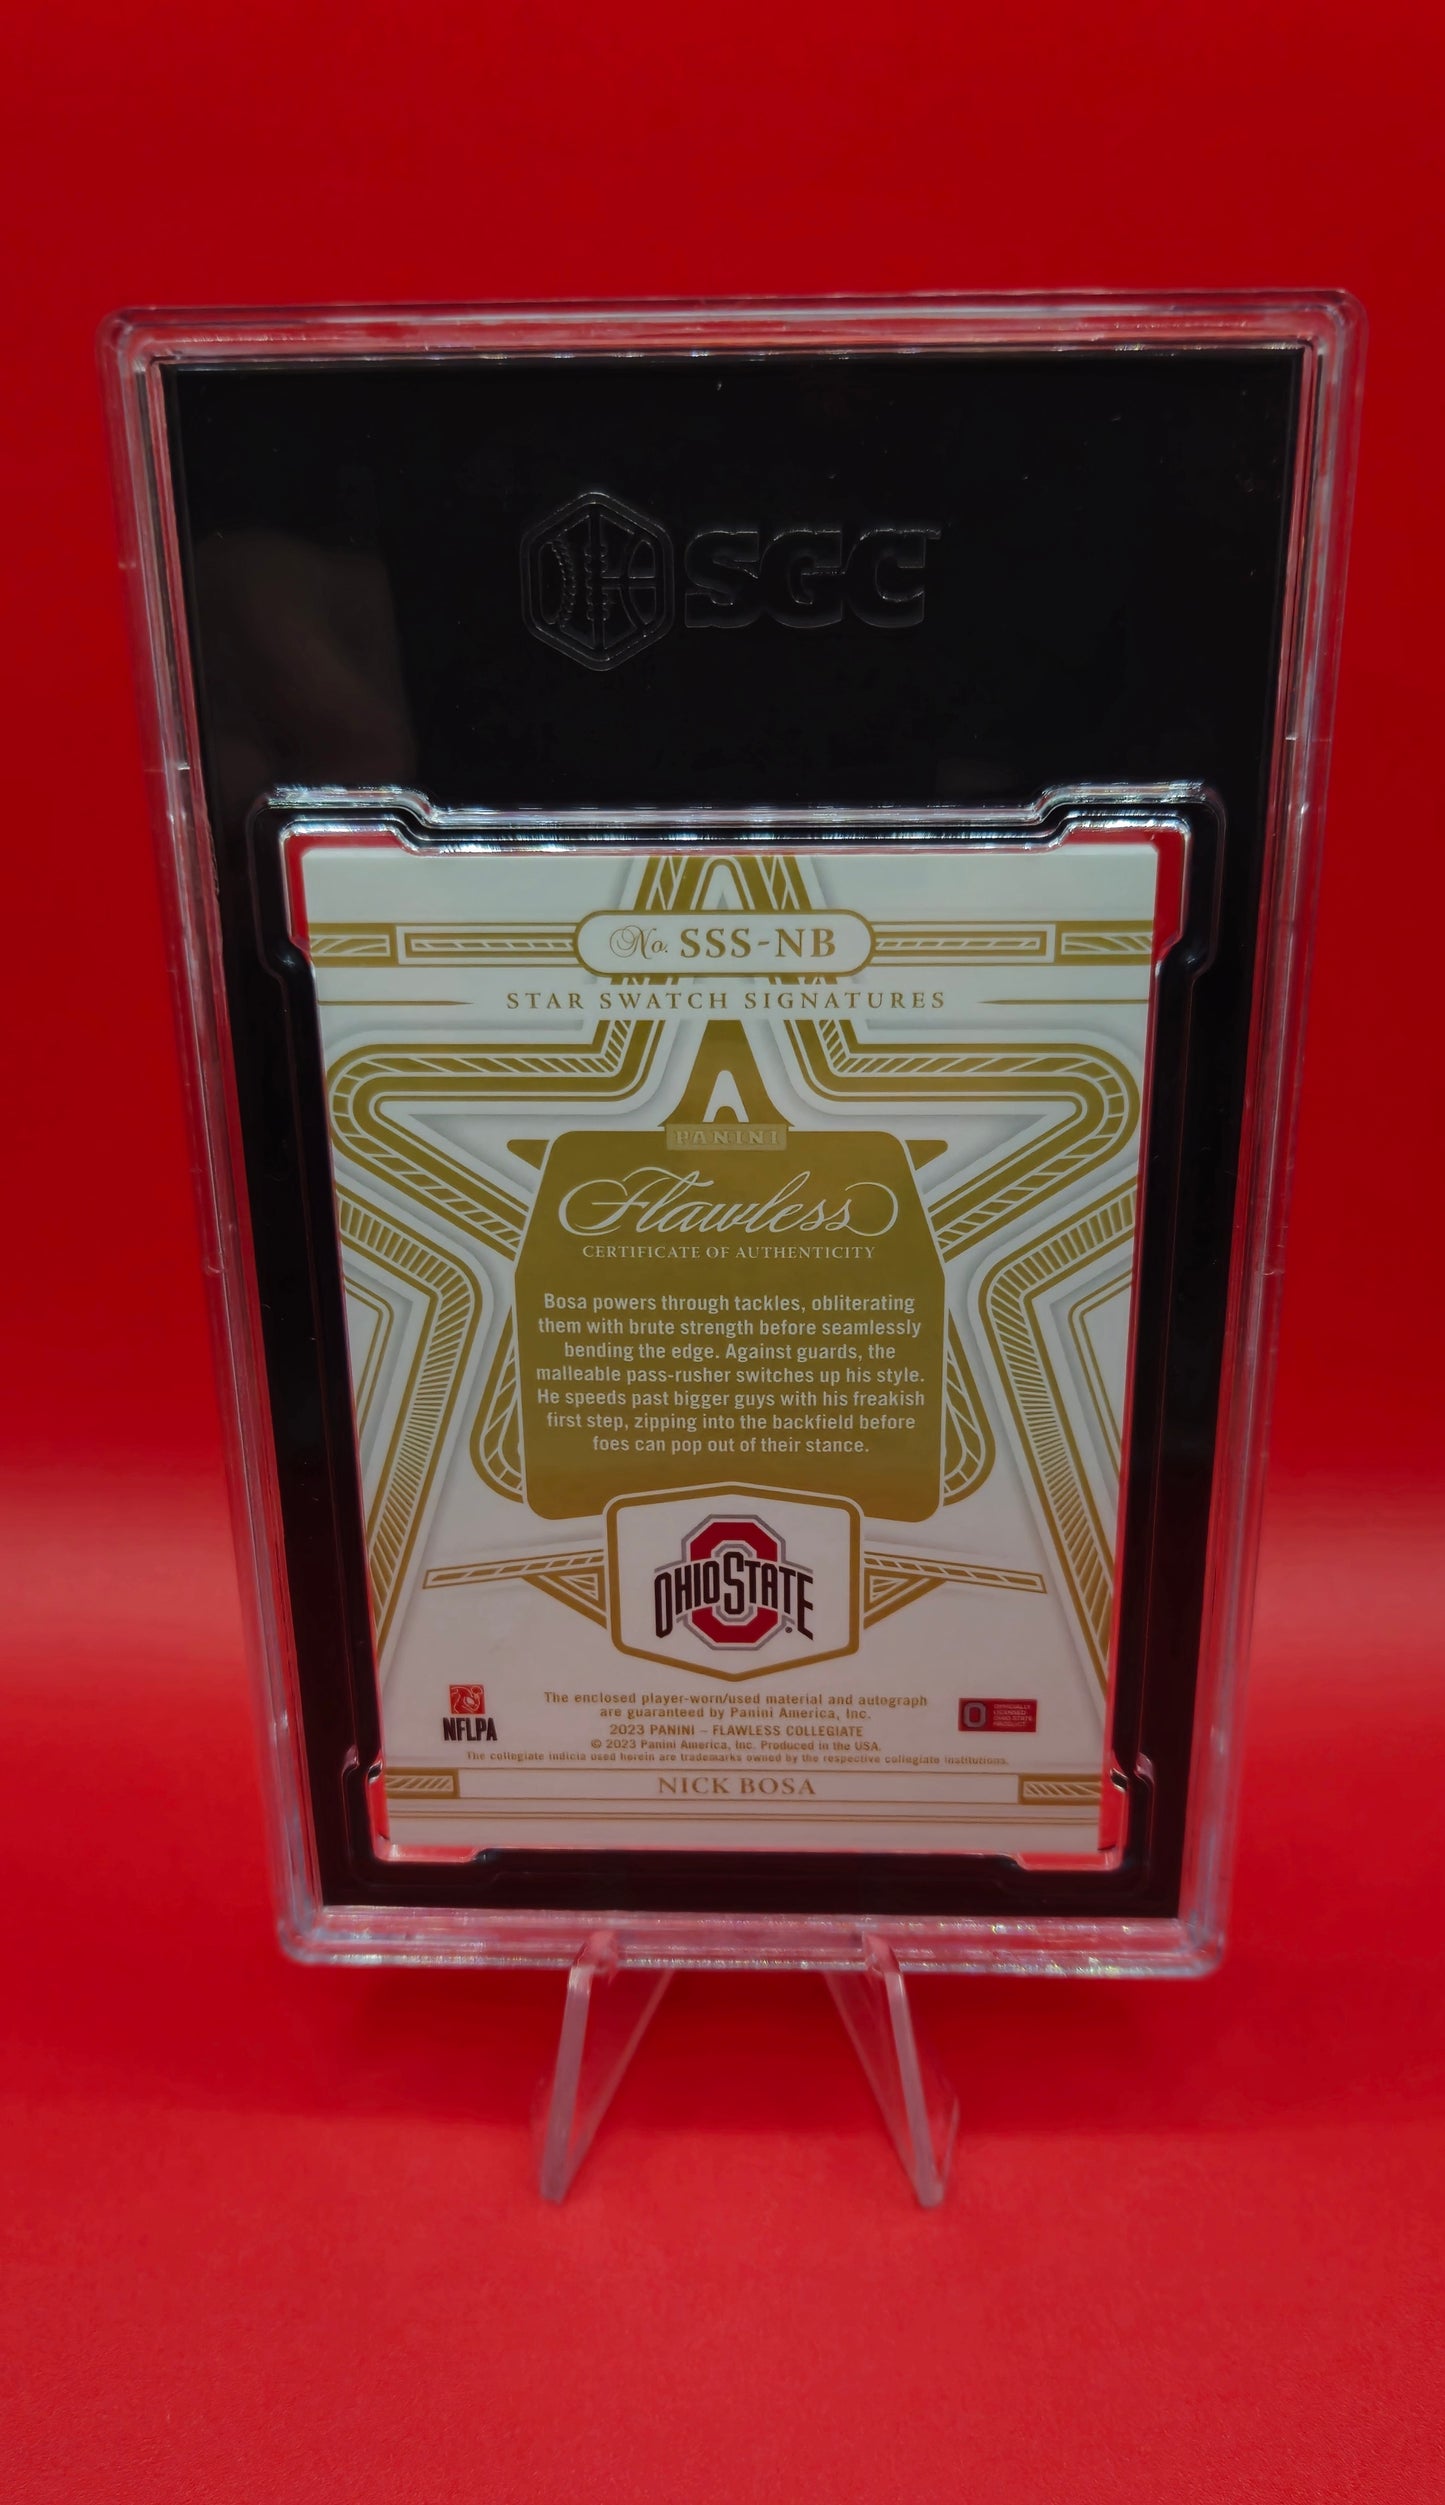 SGC
No. SSS-NB
STAR SWATCH SIGNATURES
PANINI
Flawless
CERTIFICATE OF AUTHENTICITY
Bosa powers through tackles, obliterating
them with brute strength before seamlessly
bending the edge. Against guards, the
malleable pass-rusher switches up his style.
He speeds past bigger guys with his freakish
first step, zipping into the backfield before
foes can pop out of their stance.
OHIO STATE
The enclosed player-worn/used material and autograph
are guaranteed by Panini America, Inc.
2023 PANINI – FLAWLESS COLLEGIATE
© 2023 Panini America, Inc. Produced in the USA.
The collegiate indicia used herein are trademarks owned by the respective collegiate institutions.
NFLPA
OFFICIALLY
LICENSED
OHIO STATE
PRODUCT
NICK BOSA